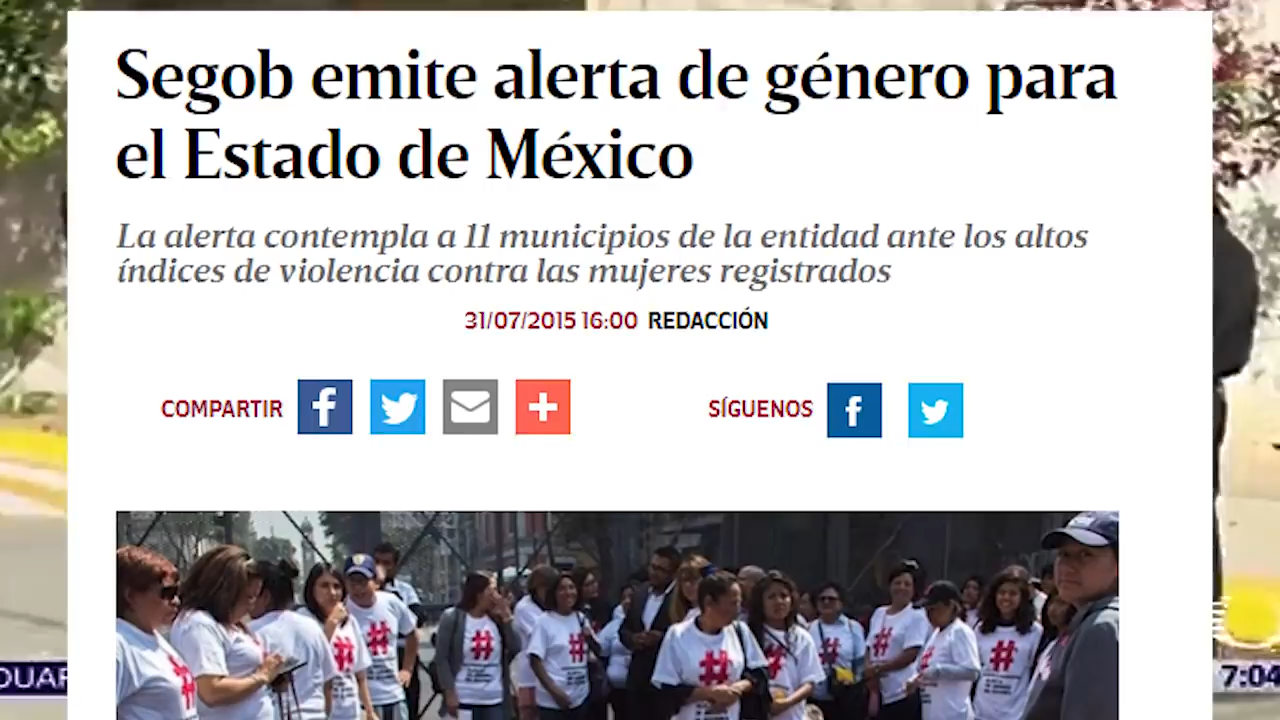 Segob emite alerta de género para
el Estado de México
La alerta contempla a 11 municipios de la entidad ante los altos
índices de violencia contra las mujeres registrados
31/07/2015 16:00 REDACCIÓN
COMPARTIR
SÍGUENOS
7:04